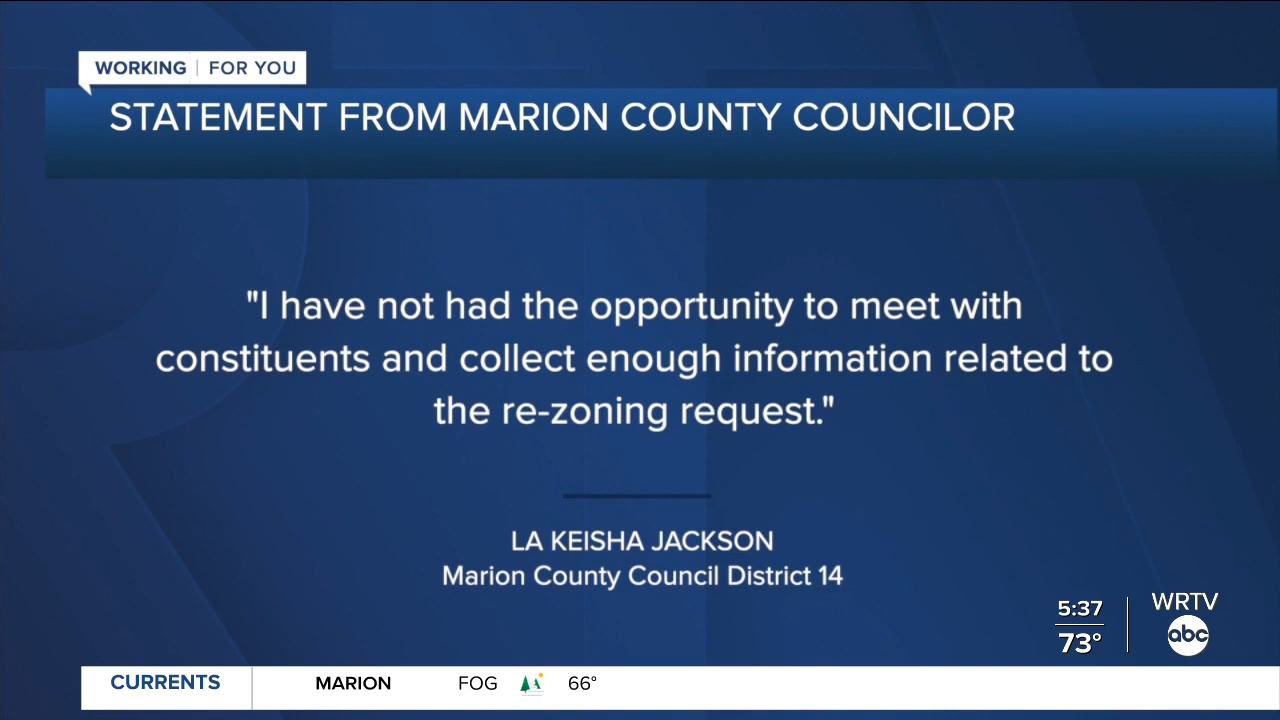 WORKING | FOR YOU
STATEMENT FROM MARION COUNTY COUNCILOR
"I have not had the opportunity to meet with
constituents and collect enough information related to
the re-zoning request."
LA KEISHA JACKSON
Marion County Council District 14
5:37
73°
WRTV
abc
CURRENTS MARION FOG 66°